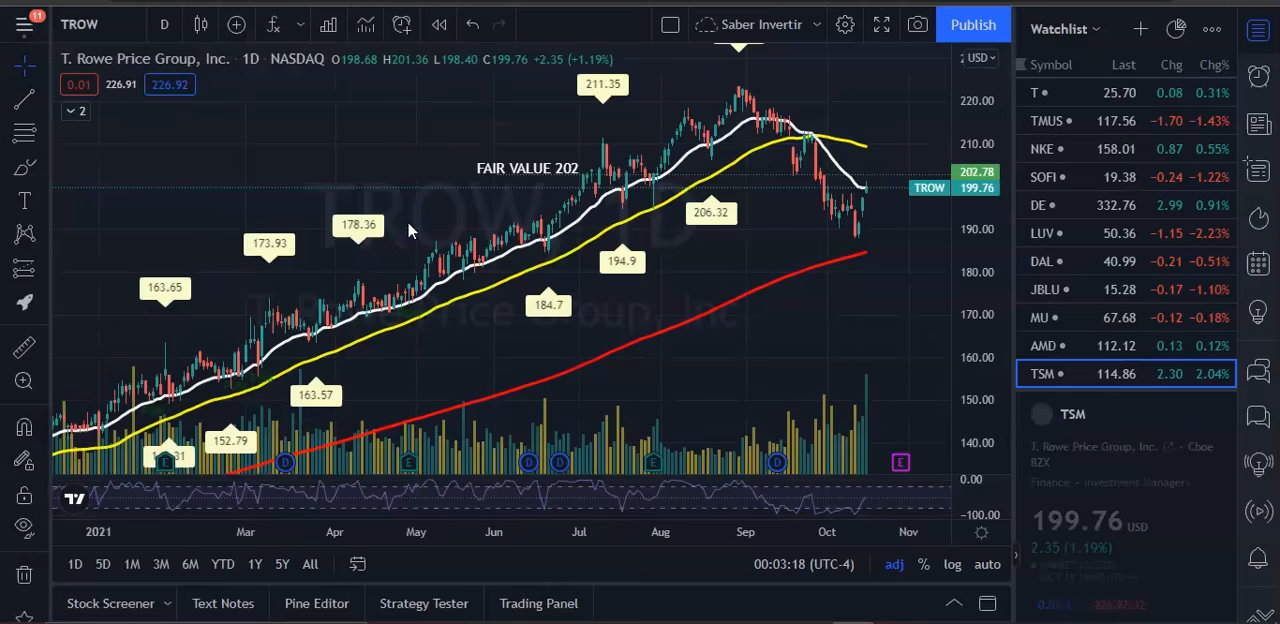 11
TROW
D
Saber Invertir
Publish
T. Rowe Price Group, Inc. · 1D · NASDAQ O198.68 H201.36 L198.40 C199.76 +2.35 (+1.19%)
0.01 226.91 226.92
2
USD
220.00
210.00
202.78
TROW 199.76
190.00
180.00
170.00
160.00
150.00
140.00
0.00
−100.00
FAIR VALUE 202
211.35
178.36
173.93
163.65
206.32
194.9
184.7
163.57
152.79
E D E D D E D E
2021 Mar Apr May Jun Jul Aug Sep Oct Nov
1D 5D 1M 3M 6M YTD 1Y 5Y All
00:03:18 (UTC-4) adj % log auto
Stock Screener Text Notes Pine Editor Strategy Tester Trading Panel
Watchlist
Symbol Last Chg Chg%
T 25.70 0.08 0.31%
TMUS 117.56 −1.70 −1.43%
NKE 158.01 0.87 0.55%
SOFI 19.38 −0.24 −1.22%
DE 332.76 2.99 0.91%
LUV 50.36 −1.15 −2.23%
DAL 40.99 −0.21 −0.51%
JBLU 15.28 −0.17 −1.10%
MU 67.68 −0.12 −0.18%
AMD 112.12 0.13 0.12%
TSM 114.86 2.30 2.04%
TSM
T. Rowe Price Group, Inc. · Cboe
BZX
Finance · Investment Managers
199.76 USD
2.35 (1.19%)